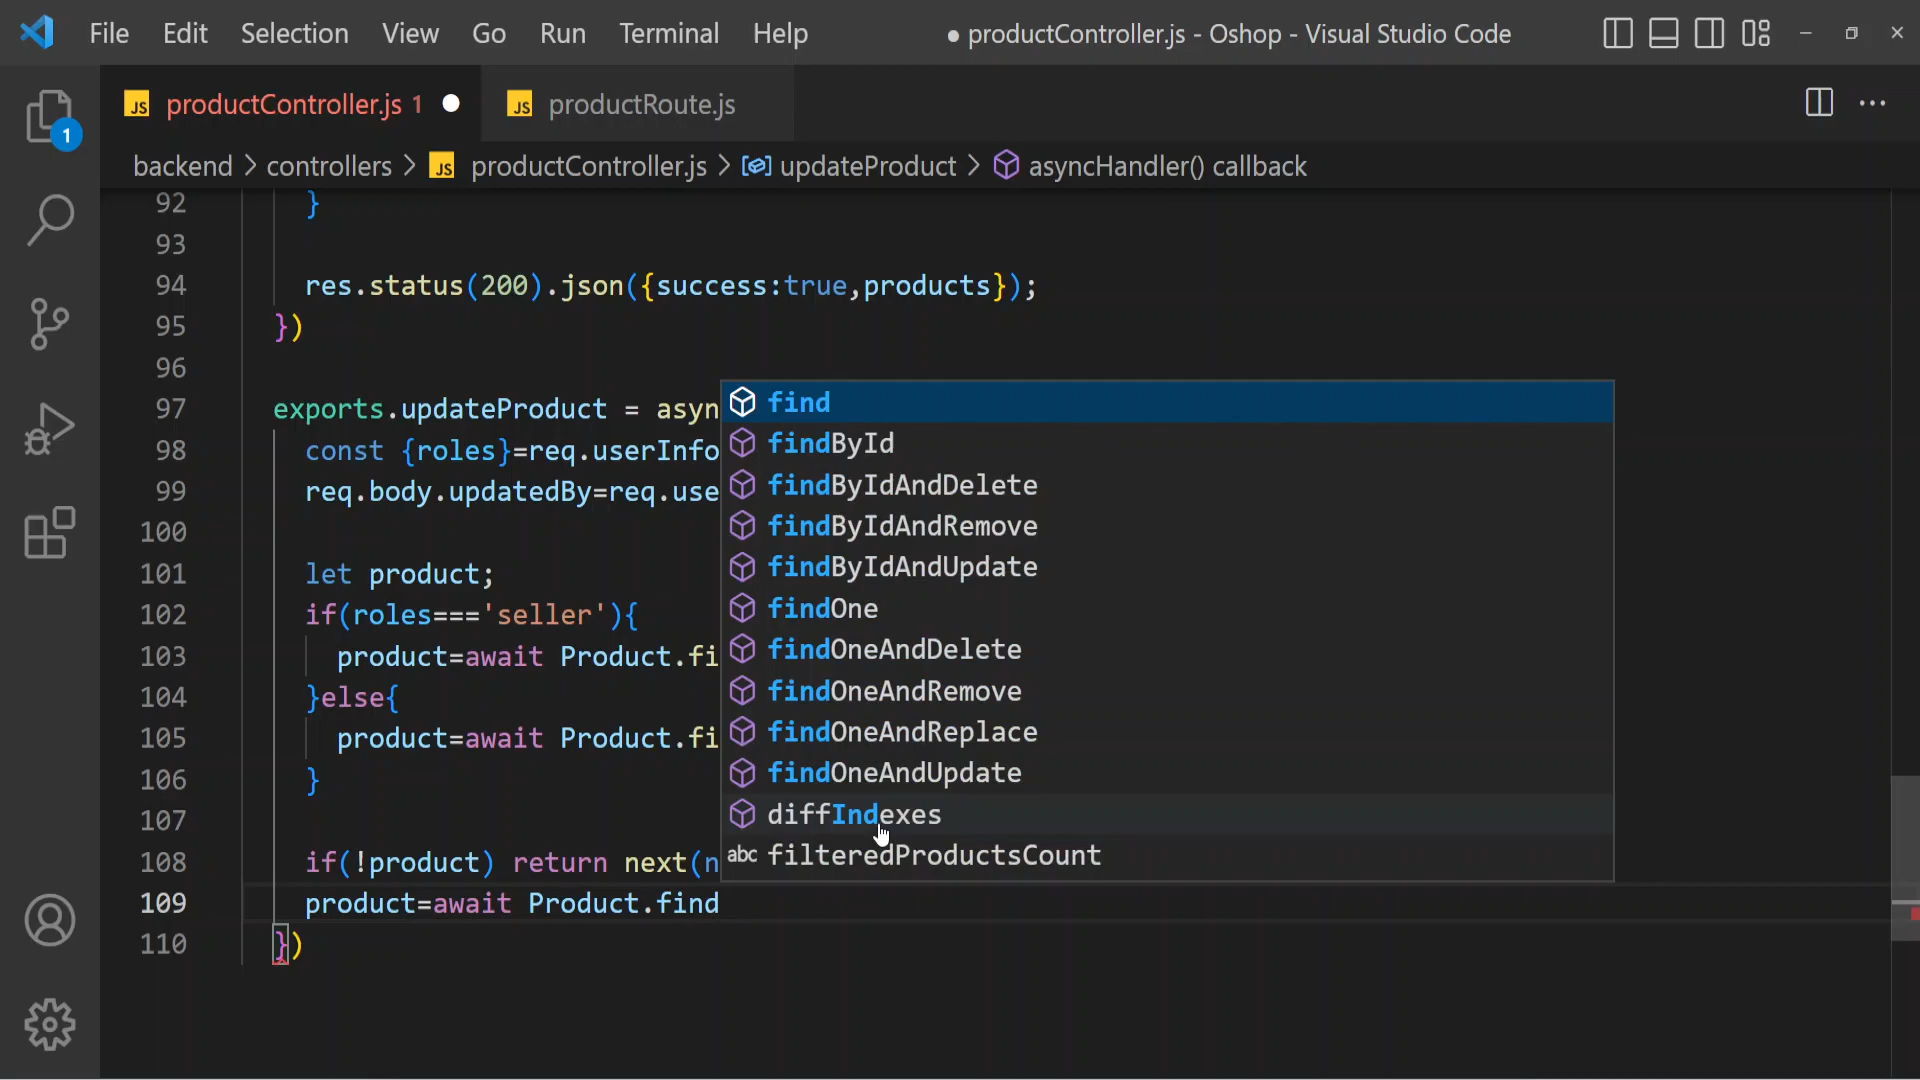 File Edit Selection View Go Run Terminal Help ● productController.js - Oshop - Visual Studio Code
JS productController.js 1 JS productRoute.js
backend > controllers > JS productController.js > updateProduct > asyncHandler() callback
1
92 }
93
94 res.status(200).json({success:true,products});
95 })
96
97 exports.updateProduct = asyn
98 const {roles}=req.userInfo
99 req.body.updatedBy=req.use
100
101 let product;
102 if(roles==='seller'){
103 product=await Product.fi
104 }else{
105 product=await Product.fi
106 }
107
108 if(!product) return next(n
109 product=await Product.find
110 })
find
findById
findByIdAndDelete
findByIdAndRemove
findByIdAndUpdate
findOne
findOneAndDelete
findOneAndRemove
findOneAndReplace
findOneAndUpdate
diffIndexes
abc filteredProductsCount